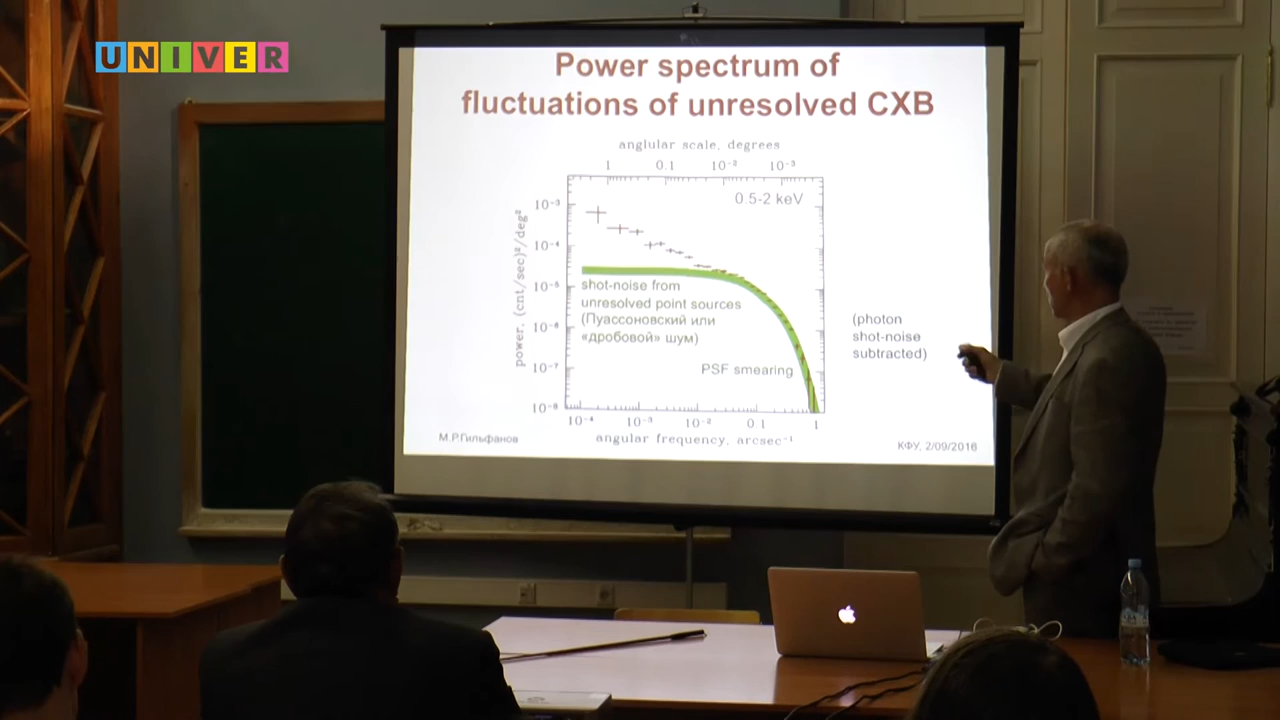 UNIVER
Power spectrum of
fluctuations of unresolved CXB
anglular scale, degrees
1 0.1 10⁻² 10⁻³
0.5-2 keV
10⁻³
10⁻⁴
10⁻⁵
10⁻⁶
10⁻⁷
10⁻⁸
power, (cnt/sec)²/deg²
shot-noise from
unresolved point sources
(Пуассоновский или
«дробовой» шум)
PSF smearing
(photon
shot-noise
subtracted)
10⁻⁴ 10⁻³ 10⁻² 0.1 1
angular frequency, arcsec⁻¹
М.Р.Гильфанов
КФУ, 2/09/2016